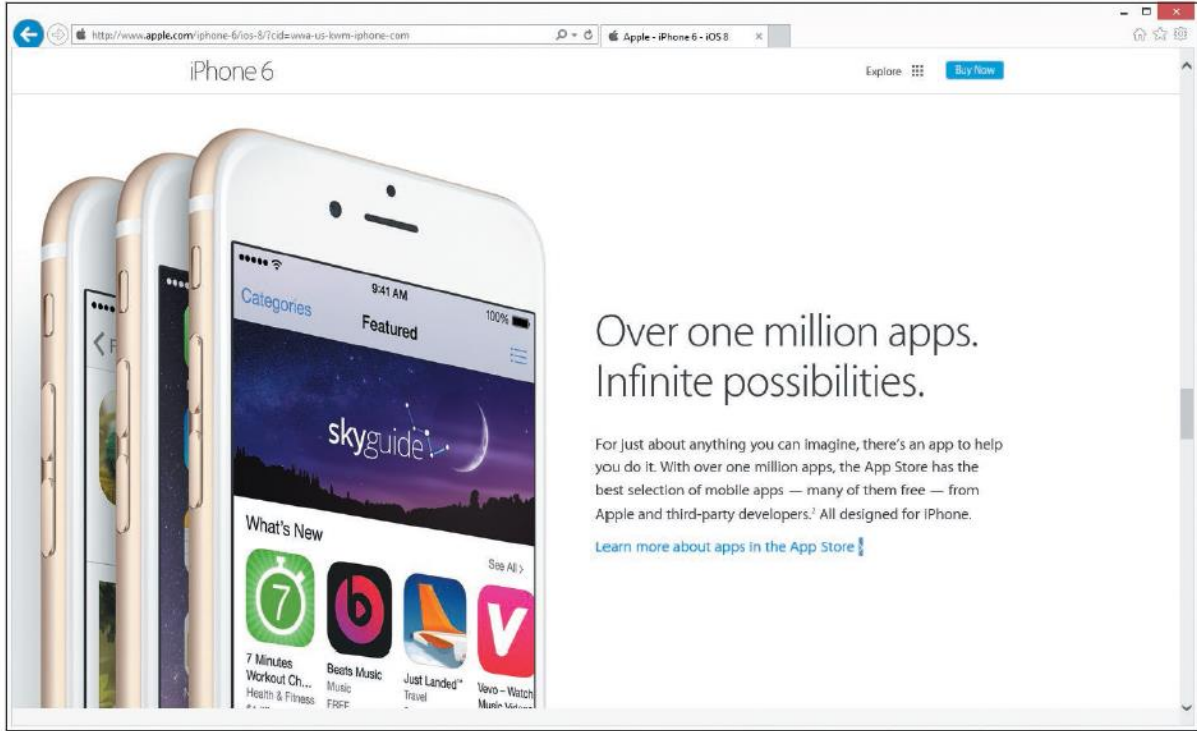 http://www.apple.com/iphone-6/ios-8/?cid=wwa-us-kwm-iphone-com
Apple - iPhone 6 - iOS 8
iPhone 6
Explore
Buy Now
9:41 AM
100%
Categories
Featured
skyguide
What's New
See All >
7
7 Minutes
Workout Ch...
Health & Fitness
Beats Music
Music
FREE
Just Landed™
Travel
Vevo – Watch
Music Videos
Over one million apps.
Infinite possibilities.
For just about anything you can imagine, there's an app to help
you do it. With over one million apps, the App Store has the
best selection of mobile apps — many of them free — from
Apple and third-party developers.² All designed for iPhone.
Learn more about apps in the App Store